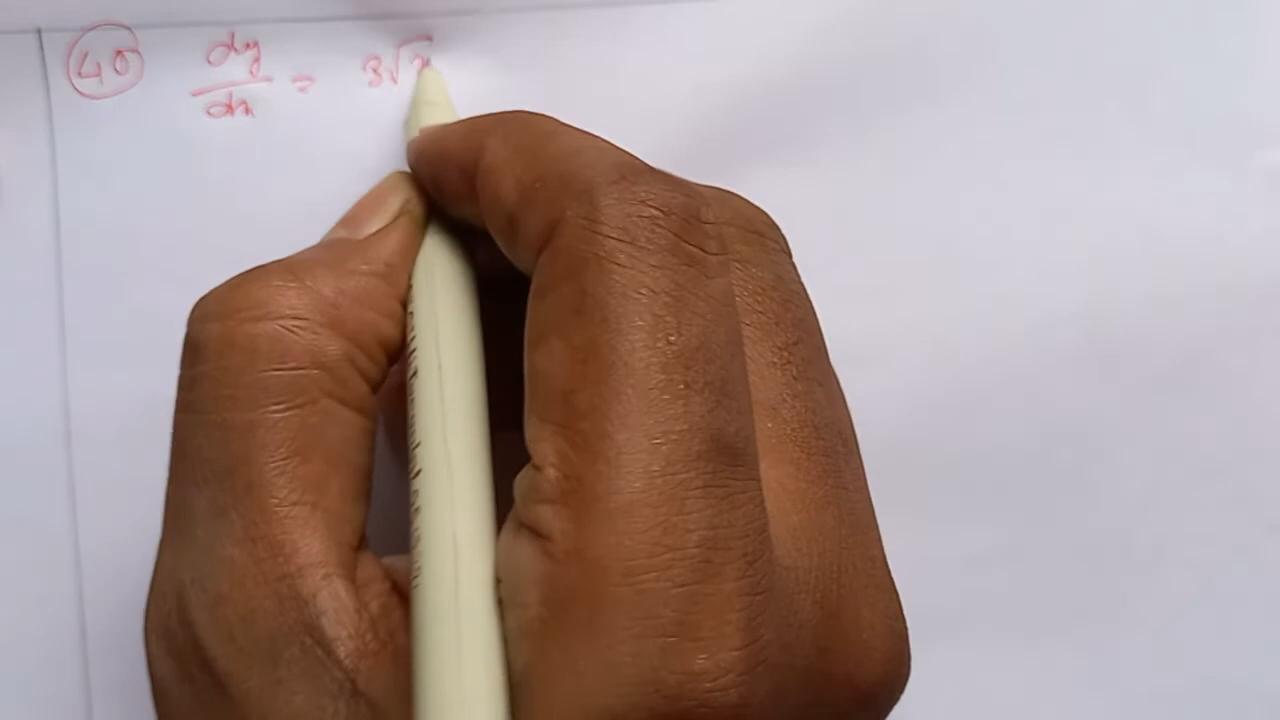 40 dy/dx = 3√x